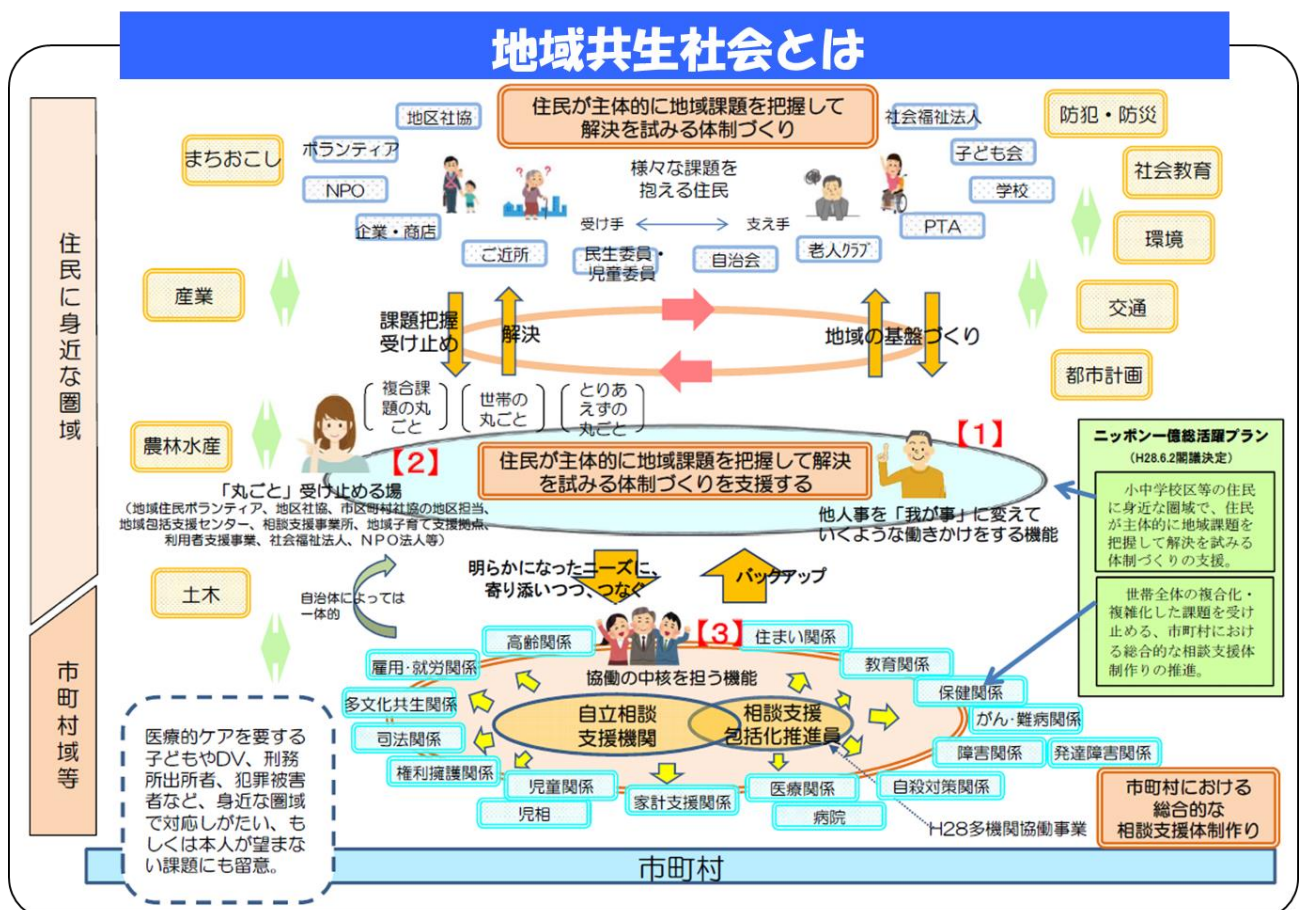 地域共生社会とは
住民に身近な圏域
市町村域等
住民が主体的に地域課題を把握して
解決を試みる体制づくり
地区社協
ボランティア
まちおこし
NPO
企業・商店
ご近所
様々な課題を
抱える住民
受け手
支え手
民生委員・
児童委員
自治会
老人クラブ
社会福祉法人
子ども会
学校
PTA
防犯・防災
社会教育
環境
交通
都市計画
産業
農林水産
土木
課題把握
受け止め
解決
地域の基盤づくり
複合課
題の丸
ごと
世帯の
丸ごと
とりあ
えずの
丸ごと
【1】
【2】
住民が主体的に地域課題を把握して解決
を試みる体制づくりを支援する
「丸ごと」受け止める場
(地域住民ボランティア、地区社協、市区町村社協の地区担当、
地域包括支援センター、相談支援事業所、地域子育て支援拠点、
利用者支援事業、社会福祉法人、NPO法人等)
他人事を「我が事」に変えて
いくような働きかけをする機能
ニッポン一億総活躍プラン
(H28.6.2閣議決定)
小中学校区等の住民
に身近な圏域で、住民
が主体的に地域課題を
把握して解決を試みる
体制づくりの支援。
世帯全体の複合化・
複雑化した課題を受け
止める、市町村におけ
る総合的な相談支援体
制作りの推進。
自治体によっては
一体的
明らかになったニーズに、
寄り添いつつ、つなぐ
バックアップ
【3】
協働の中核を担う機能
自立相談
支援機関
相談支援
包括化推進員
高齢関係
雇用・就労関係
多文化共生関係
司法関係
権利擁護関係
児童関係
児相
家計支援関係
医療関係
病院
住まい関係
教育関係
保健関係
がん・難病関係
障害関係
発達障害関係
自殺対策関係
H28多機関協働事業
市町村における
総合的な
相談支援体制作り
医療的ケアを要する
子どもやDV、刑務
所出所者、犯罪被害
者など、身近な圏域
で対応しがたい、も
しくは本人が望まな
い課題にも留意。
市町村